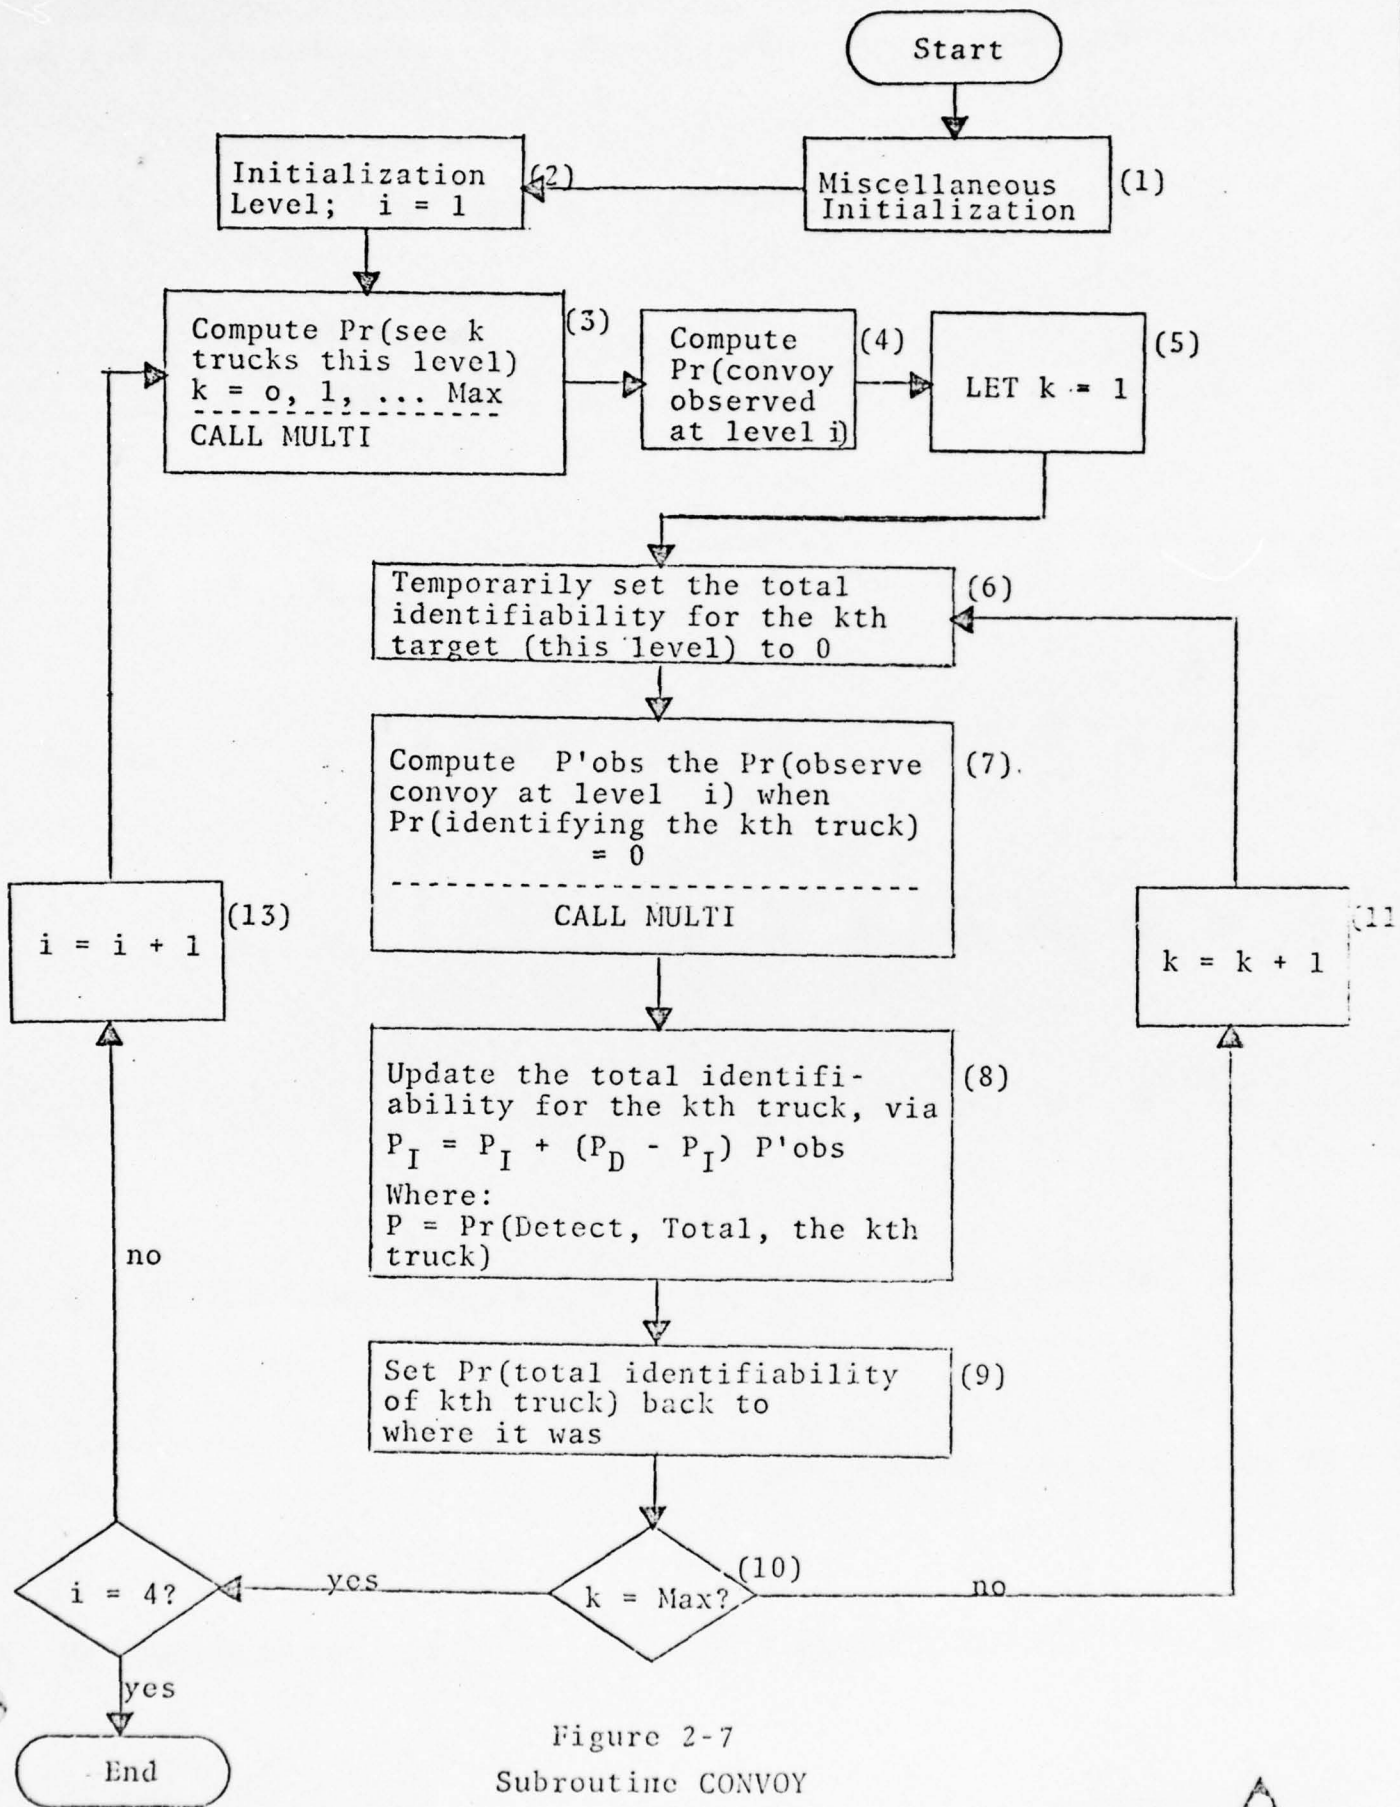 Start
Miscellaneous
Initialization
(1)
Initialization
Level; i = 1
(2)
Compute Pr(see k
trucks this level)
k = o, 1, ... Max
CALL MULTI
(3)
Compute
Pr(convoy
observed
at level i)
(4)
LET k = 1
(5)
Temporarily set the total
identifiability for the kth
target (this level) to 0
(6)
Compute P'obs the Pr(observe
convoy at level i) when
Pr(identifying the kth truck)
= 0
CALL MULTI
(7)
Update the total identifi-
ability for the kth truck, via
P_I = P_I + (P_D - P_I) P'obs
Where:
P = Pr(Detect, Total, the kth
truck)
(8)
Set Pr(total identifiability
of kth truck) back to
where it was
(9)
k = Max?
(10)
no
k = k + 1
(11
yes
i = 4?
no
i = i + 1
(13)
yes
End
Figure 2-7
Subroutine CONVOY